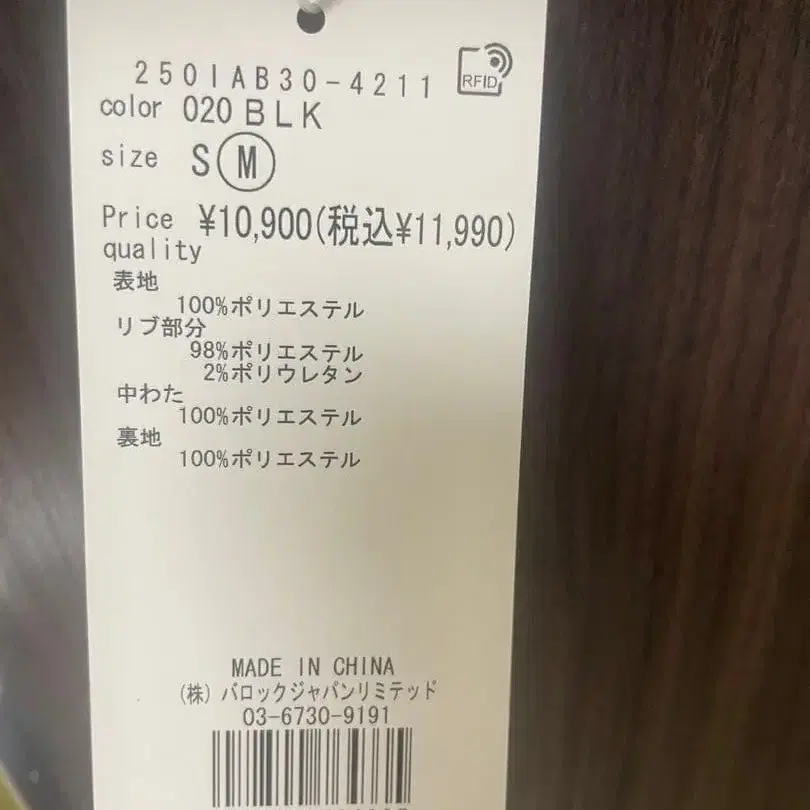 250IAB30-4211
RFID
color 020 BLK
size S M
Price ¥10,900(税込¥11,990)
quality
表地
100%ポリエステル
リブ部分
98%ポリエステル
2%ポリウレタン
中わた
100%ポリエステル
裏地
100%ポリエステル
MADE IN CHINA
(株)バロックジャパンリミテッド
03-6730-9191